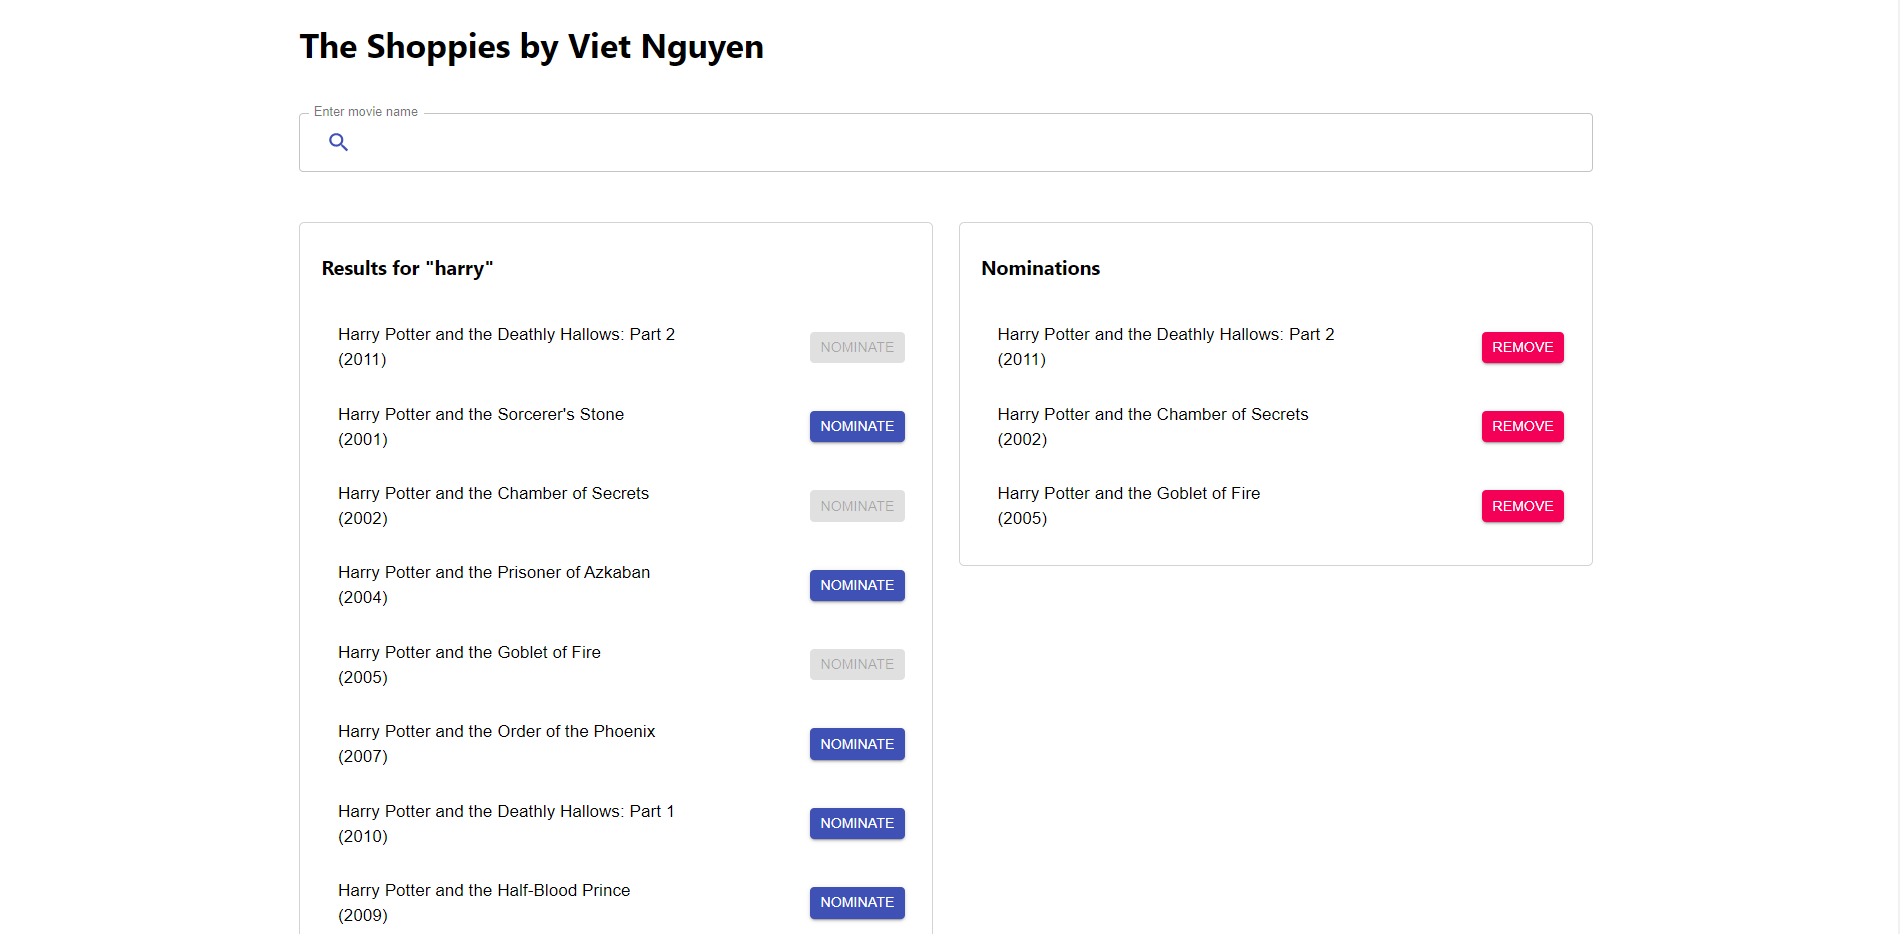 The Shoppies by Viet Nguyen
Enter movie name
Results for "harry"
Harry Potter and the Deathly Hallows: Part 2
(2011)
NOMINATE
Harry Potter and the Sorcerer's Stone
(2001)
NOMINATE
Harry Potter and the Chamber of Secrets
(2002)
NOMINATE
Harry Potter and the Prisoner of Azkaban
(2004)
NOMINATE
Harry Potter and the Goblet of Fire
(2005)
NOMINATE
Harry Potter and the Order of the Phoenix
(2007)
NOMINATE
Harry Potter and the Deathly Hallows: Part 1
(2010)
NOMINATE
Harry Potter and the Half-Blood Prince
(2009)
NOMINATE
Nominations
Harry Potter and the Deathly Hallows: Part 2
(2011)
REMOVE
Harry Potter and the Chamber of Secrets
(2002)
REMOVE
Harry Potter and the Goblet of Fire
(2005)
REMOVE